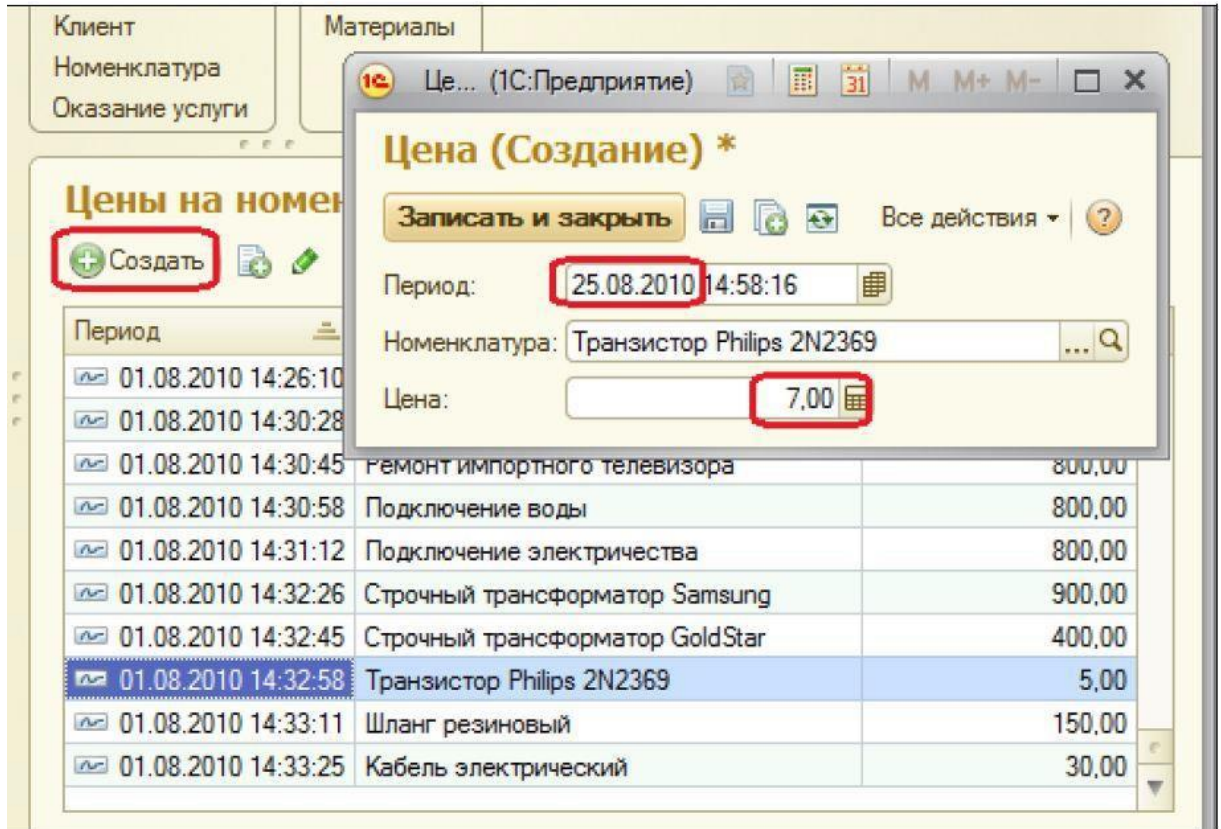 Клиент
Материалы
Номенклатура
Оказание услуги
1С Це... (1С:Предприятие) 31 M M+ M-
Цена (Создание) *
Записать и закрыть Все действия ?
Период: 25.08.2010 14:58:16
Номенклатура: Транзистор Philips 2N2369 ...
Цена: 7,00
Цены на номен
Создать
Период
01.08.2010 14:26:10
01.08.2010 14:30:28
01.08.2010 14:30:45 Ремонт импортного телевизора 800,00
01.08.2010 14:30:58 Подключение воды 800,00
01.08.2010 14:31:12 Подключение электричества 800,00
01.08.2010 14:32:26 Строчный трансформатор Samsung 900,00
01.08.2010 14:32:45 Строчный трансформатор GoldStar 400,00
01.08.2010 14:32:58 Транзистор Philips 2N2369 5,00
01.08.2010 14:33:11 Шланг резиновый 150,00
01.08.2010 14:33:25 Кабель электрический 30,00